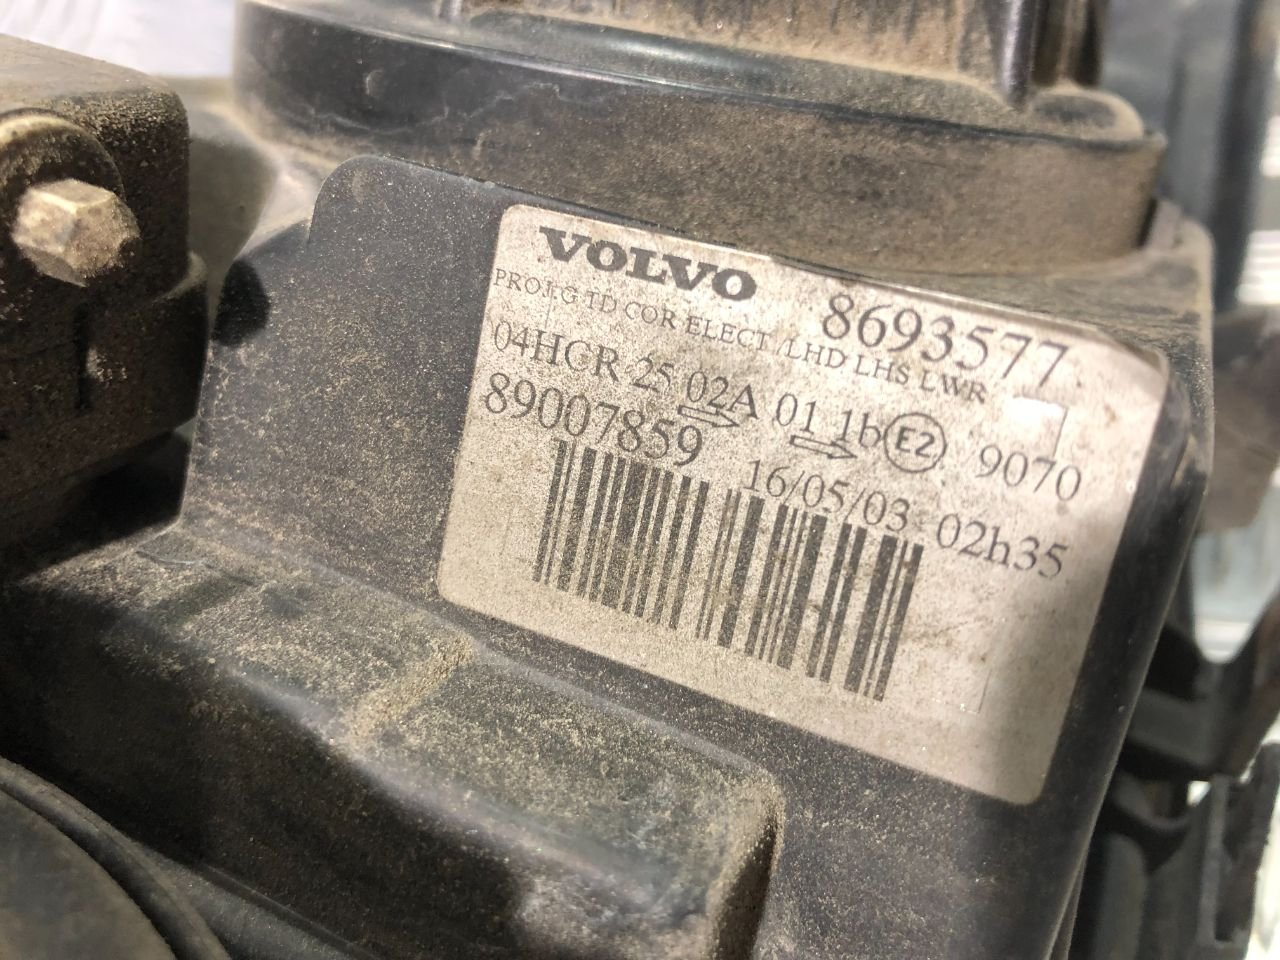 VOLVO 8693577
PROJ.G TD COR ELECT /LHD LHS LWR
04HCR 25 02A 01 1b E2 9070
89007859 16/05/03 02h35